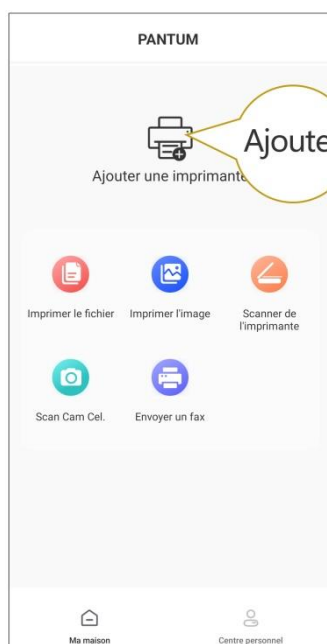 PANTUM
Ajoute
Ajouter une imprimante
Imprimer le fichier
Imprimer l'image
Scanner de
l'imprimante
Scan Cam Cel.
Envoyer un fax
Ma maison
Centre personnel